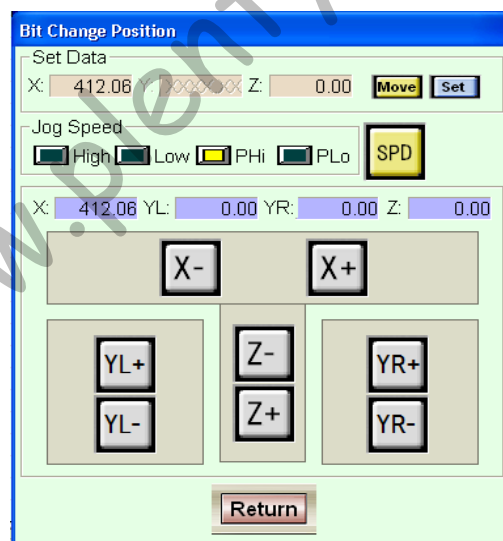 Bit Change Position
Set Data
X: 412.06 Y: Z: 0.00 Move Set
Jog Speed
High Low PHi PLo SPD
X: 412.06 YL: 0.00 YR: 0.00 Z: 0.00
X- X+
YL+ Z- YR+
YL- Z+ YR-
Return
w.plenty